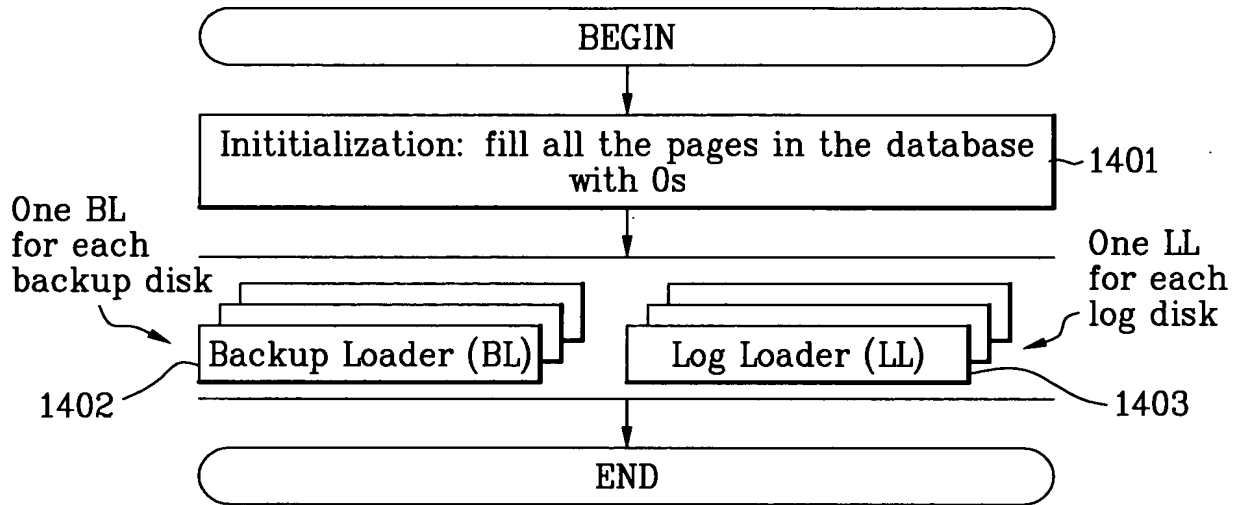 BEGIN
Inititialization: fill all the pages in the database
with 0s
1401
One BL
for each
backup disk
One LL
for each
log disk
Backup Loader (BL)
Log Loader (LL)
1402
1403
END